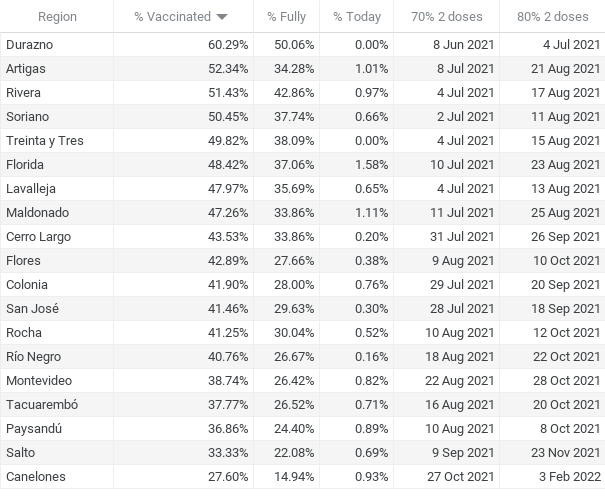 Region % Vaccinated % Fully % Today 70% 2 doses 80% 2 doses
Durazno 60.29% 50.06% 0.00% 8 Jun 2021 4 Jul 2021
Artigas 52.34% 34.28% 1.01% 8 Jul 2021 21 Aug 2021
Rivera 51.43% 42.86% 0.97% 4 Jul 2021 17 Aug 2021
Soriano 50.45% 37.74% 0.66% 2 Jul 2021 11 Aug 2021
Treinta y Tres 49.82% 38.09% 0.00% 4 Jul 2021 15 Aug 2021
Florida 48.42% 37.06% 1.58% 10 Jul 2021 23 Aug 2021
Lavalleja 47.97% 35.69% 0.65% 4 Jul 2021 13 Aug 2021
Maldonado 47.26% 33.86% 1.11% 11 Jul 2021 25 Aug 2021
Cerro Largo 43.53% 33.86% 0.20% 31 Jul 2021 26 Sep 2021
Flores 42.89% 27.66% 0.38% 9 Aug 2021 10 Oct 2021
Colonia 41.90% 28.00% 0.76% 29 Jul 2021 20 Sep 2021
San José 41.46% 29.63% 0.30% 28 Jul 2021 18 Sep 2021
Rocha 41.25% 30.04% 0.52% 10 Aug 2021 12 Oct 2021
Río Negro 40.76% 26.67% 0.16% 18 Aug 2021 22 Oct 2021
Montevideo 38.74% 26.42% 0.82% 22 Aug 2021 28 Oct 2021
Tacuarembó 37.77% 26.52% 0.71% 16 Aug 2021 20 Oct 2021
Paysandú 36.86% 24.40% 0.89% 10 Aug 2021 8 Oct 2021
Salto 33.33% 22.08% 0.69% 9 Sep 2021 23 Nov 2021
Canelones 27.60% 14.94% 0.93% 27 Oct 2021 3 Feb 2022